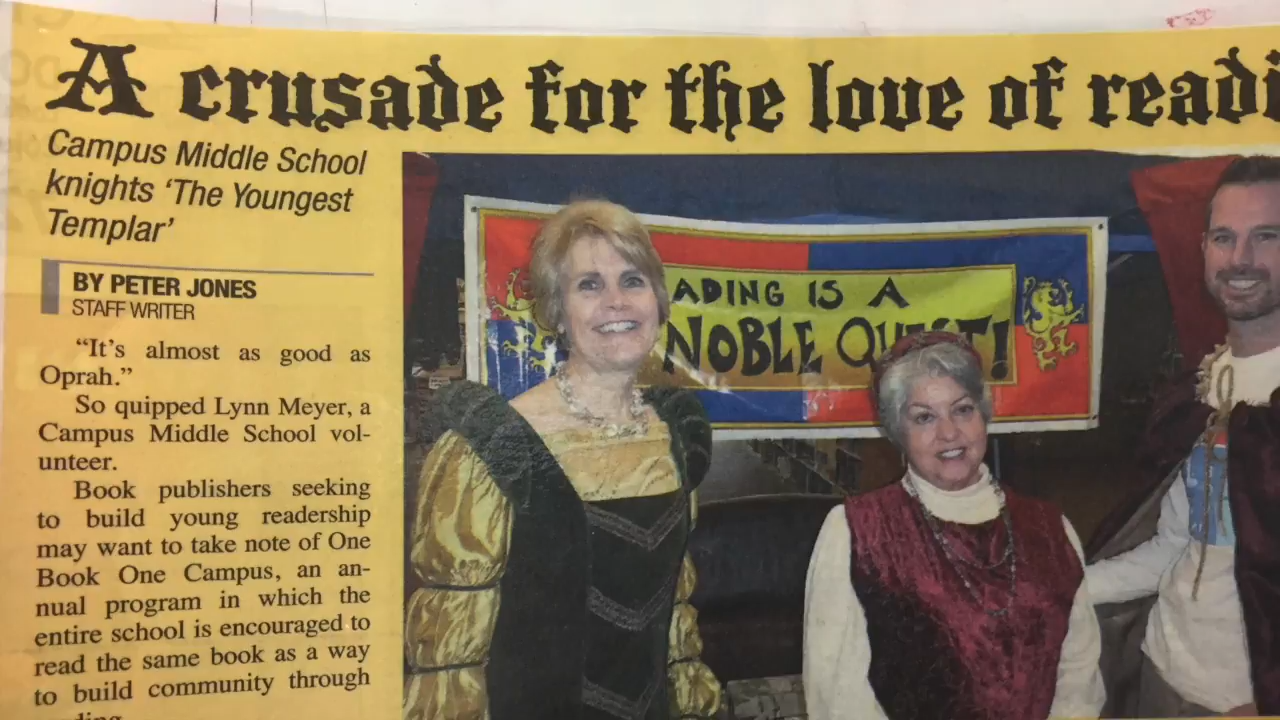 A crusade for the love of readi
Campus Middle School
knights ‘The Youngest
Templar’
BY PETER JONES
STAFF WRITER
“It’s almost as good as
Oprah.”
So quipped Lynn Meyer, a
Campus Middle School vol-
unteer.
Book publishers seeking
to build young readership
may want to take note of One
Book One Campus, an an-
nual program in which the
entire school is encouraged to
read the same book as a way
to build community through
ADING IS A
NOBLE QUEST!